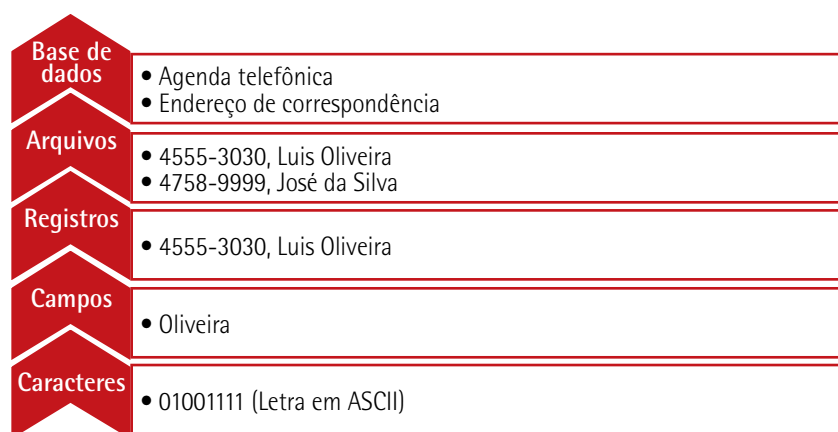 Base de
dados
• Agenda telefônica
• Endereço de correspondência
Arquivos
• 4555-3030, Luis Oliveira
• 4758-9999, José da Silva
Registros
• 4555-3030, Luis Oliveira
Campos
• Oliveira
Caracteres
• 01001111 (Letra em ASCII)